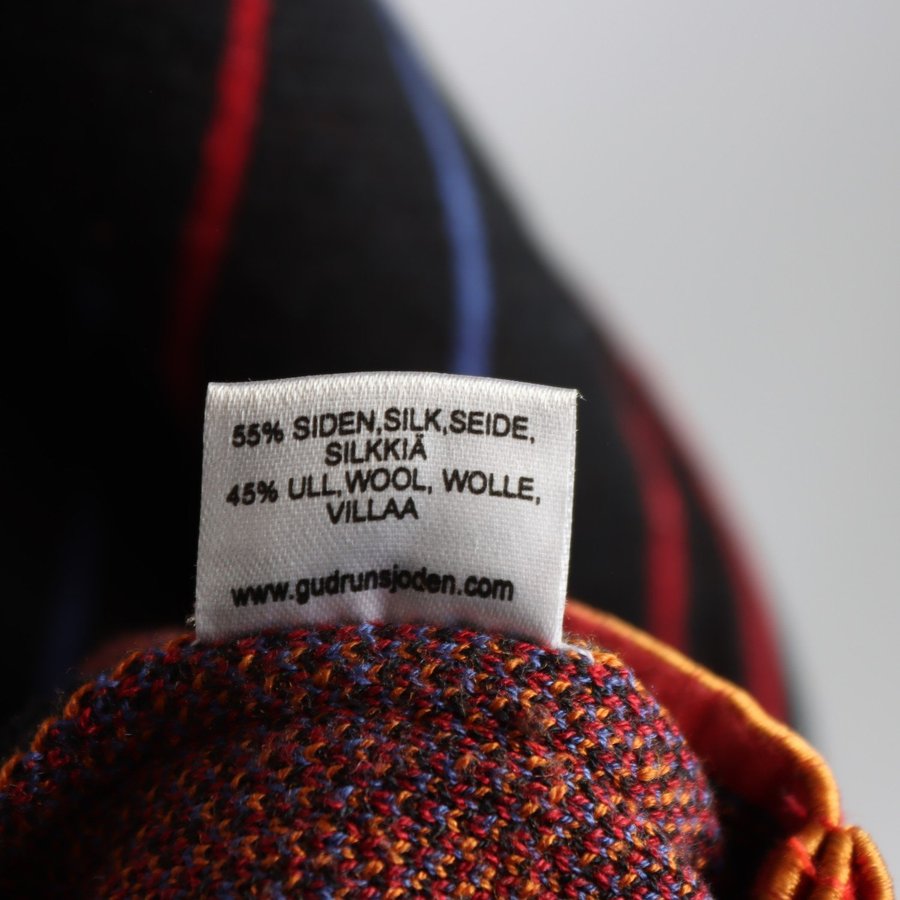 55% SIDEN,SILK,SEIDE,
SILKKIÄ
45% ULL,WOOL, WOLLE,
VILLAA
www.gudrunsjoden.com